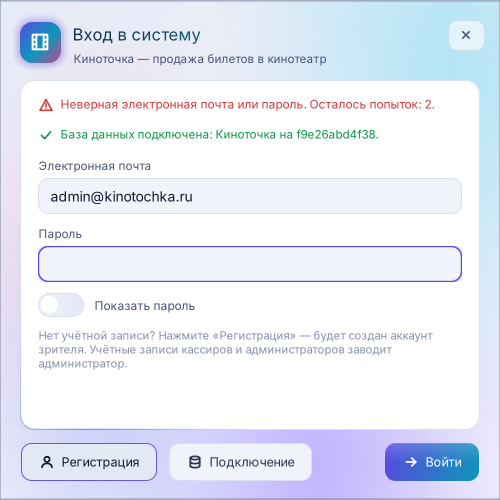 Вход в систему
Киноточка — продажа билетов в кинотеатр
Неверная электронная почта или пароль. Осталось попыток: 2.
База данных подключена: Киноточка на f9e26abd4f38.
Электронная почта
admin@kinotochka.ru
Пароль
Показать пароль
Нет учётной записи? Нажмите «Регистрация» — будет создан аккаунт
зрителя. Учётные записи кассиров и администраторов заводит
администратор.
Регистрация
Подключение
Войти